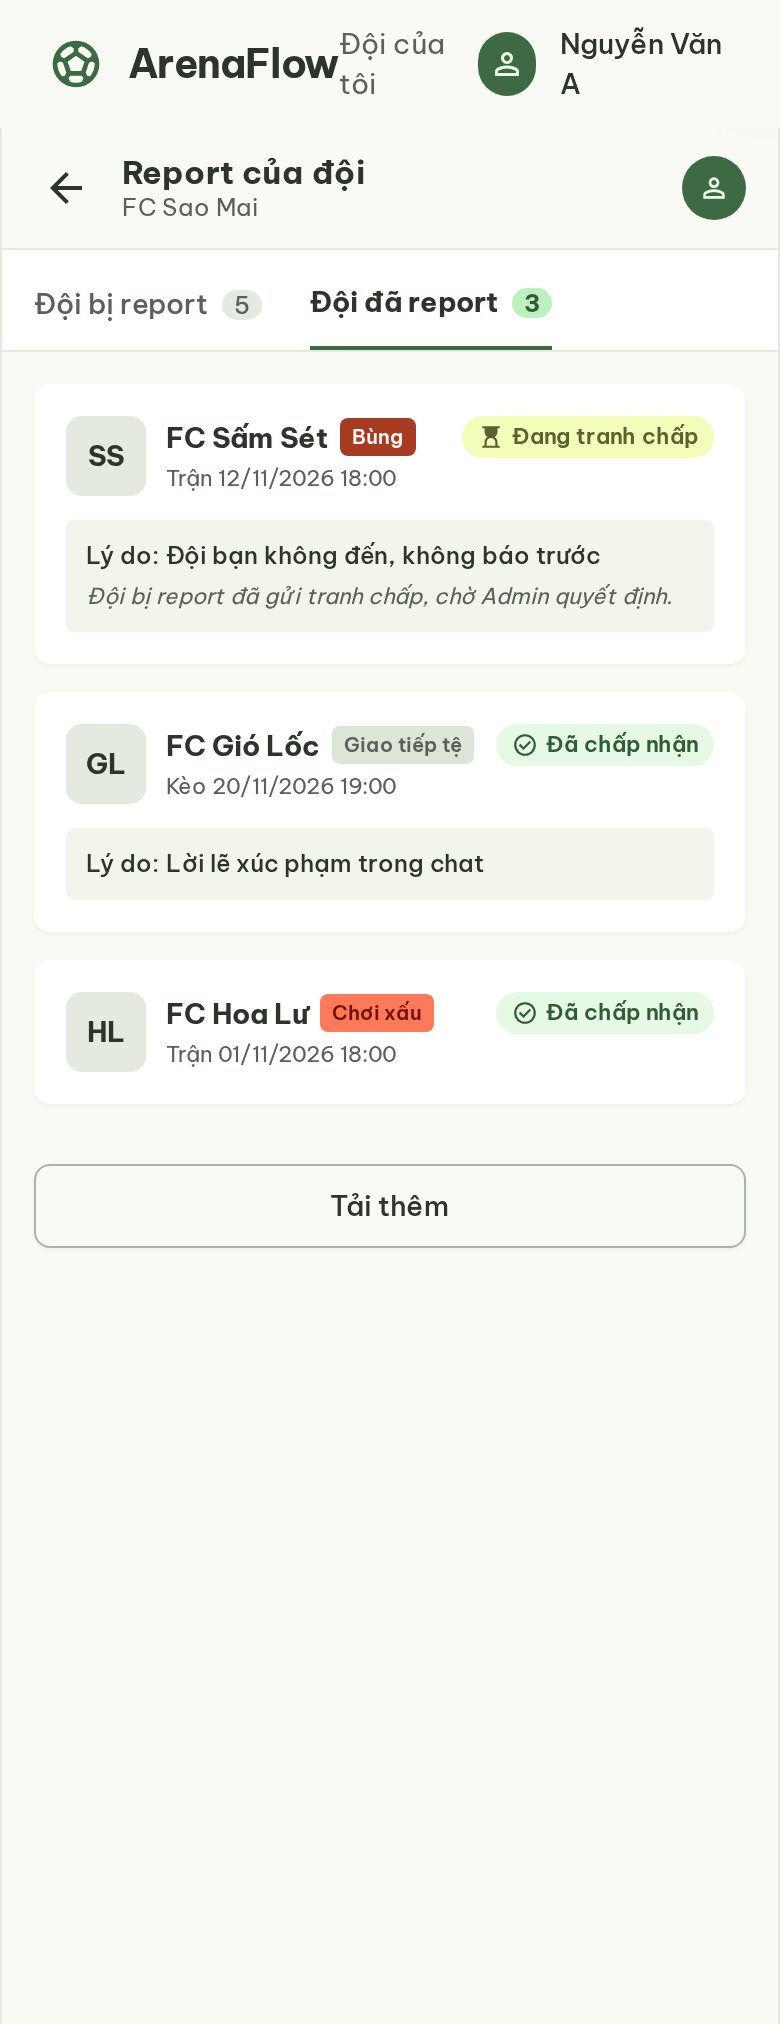 ArenaFlow
Đội của
tôi
Nguyễn Văn
A
Report của đội
FC Sao Mai
Đội bị report 5
Đội đã report 3
SS
FC Sấm Sét Bùng
Đang tranh chấp
Trận 12/11/2026 18:00
Lý do: Đội bạn không đến, không báo trước
Đội bị report đã gửi tranh chấp, chờ Admin quyết định.
GL
FC Gió Lốc Giao tiếp tệ
Đã chấp nhận
Kèo 20/11/2026 19:00
Lý do: Lời lẽ xúc phạm trong chat
HL
FC Hoa Lư Chơi xấu
Đã chấp nhận
Trận 01/11/2026 18:00
Tải thêm